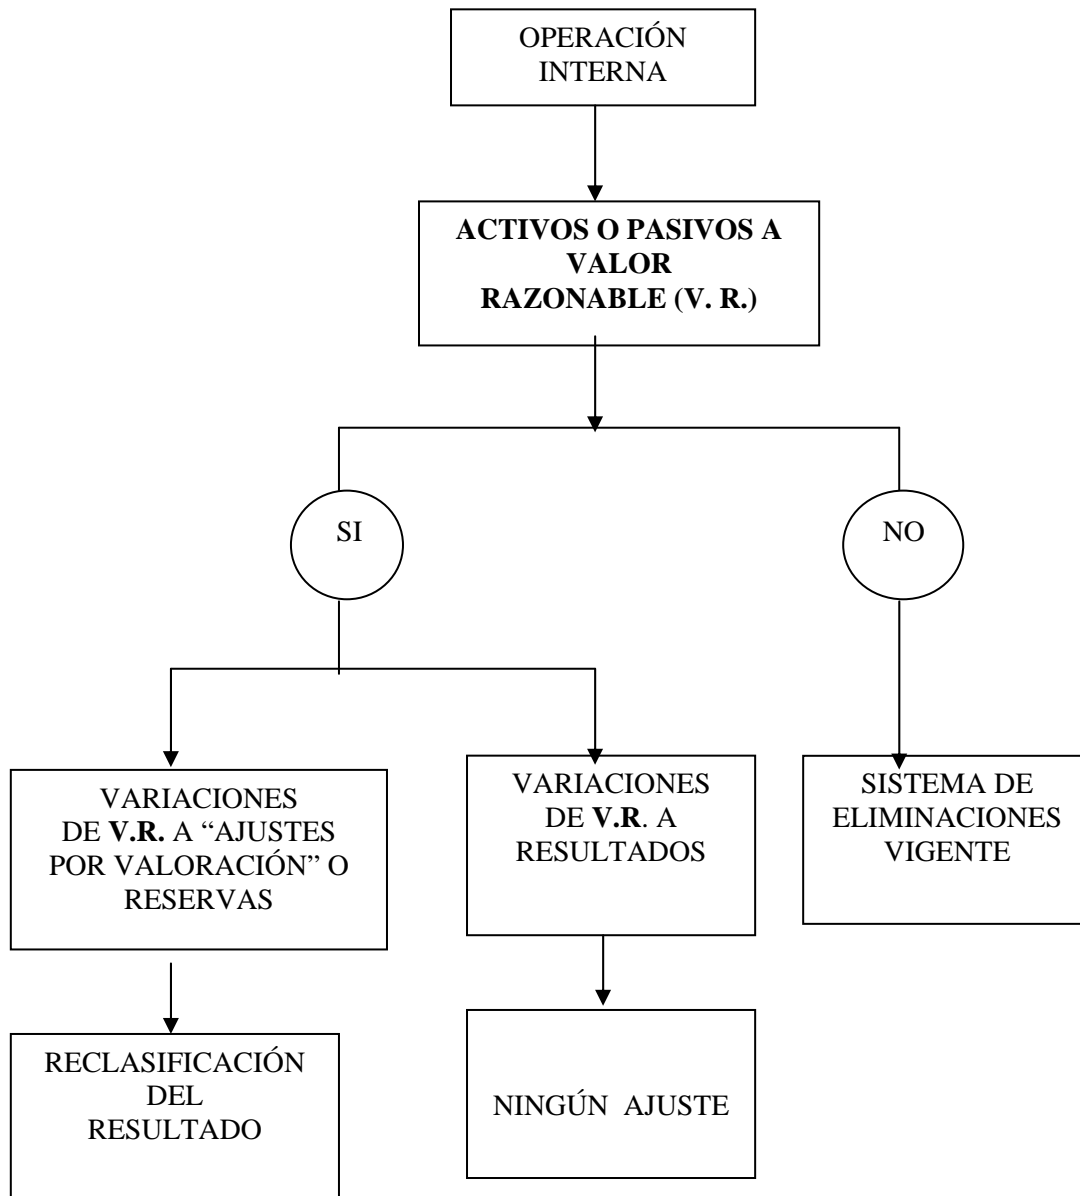 OPERACIÓN
INTERNA
ACTIVOS O PASIVOS A
VALOR
RAZONABLE (V. R.)
SI
NO
VARIACIONES
DE V.R. A “AJUSTES
POR VALORACIÓN” O
RESERVAS
VARIACIONES
DE V.R. A
RESULTADOS
SISTEMA DE
ELIMINACIONES
VIGENTE
RECLASIFICACIÓN
DEL
RESULTADO
NINGÚN AJUSTE